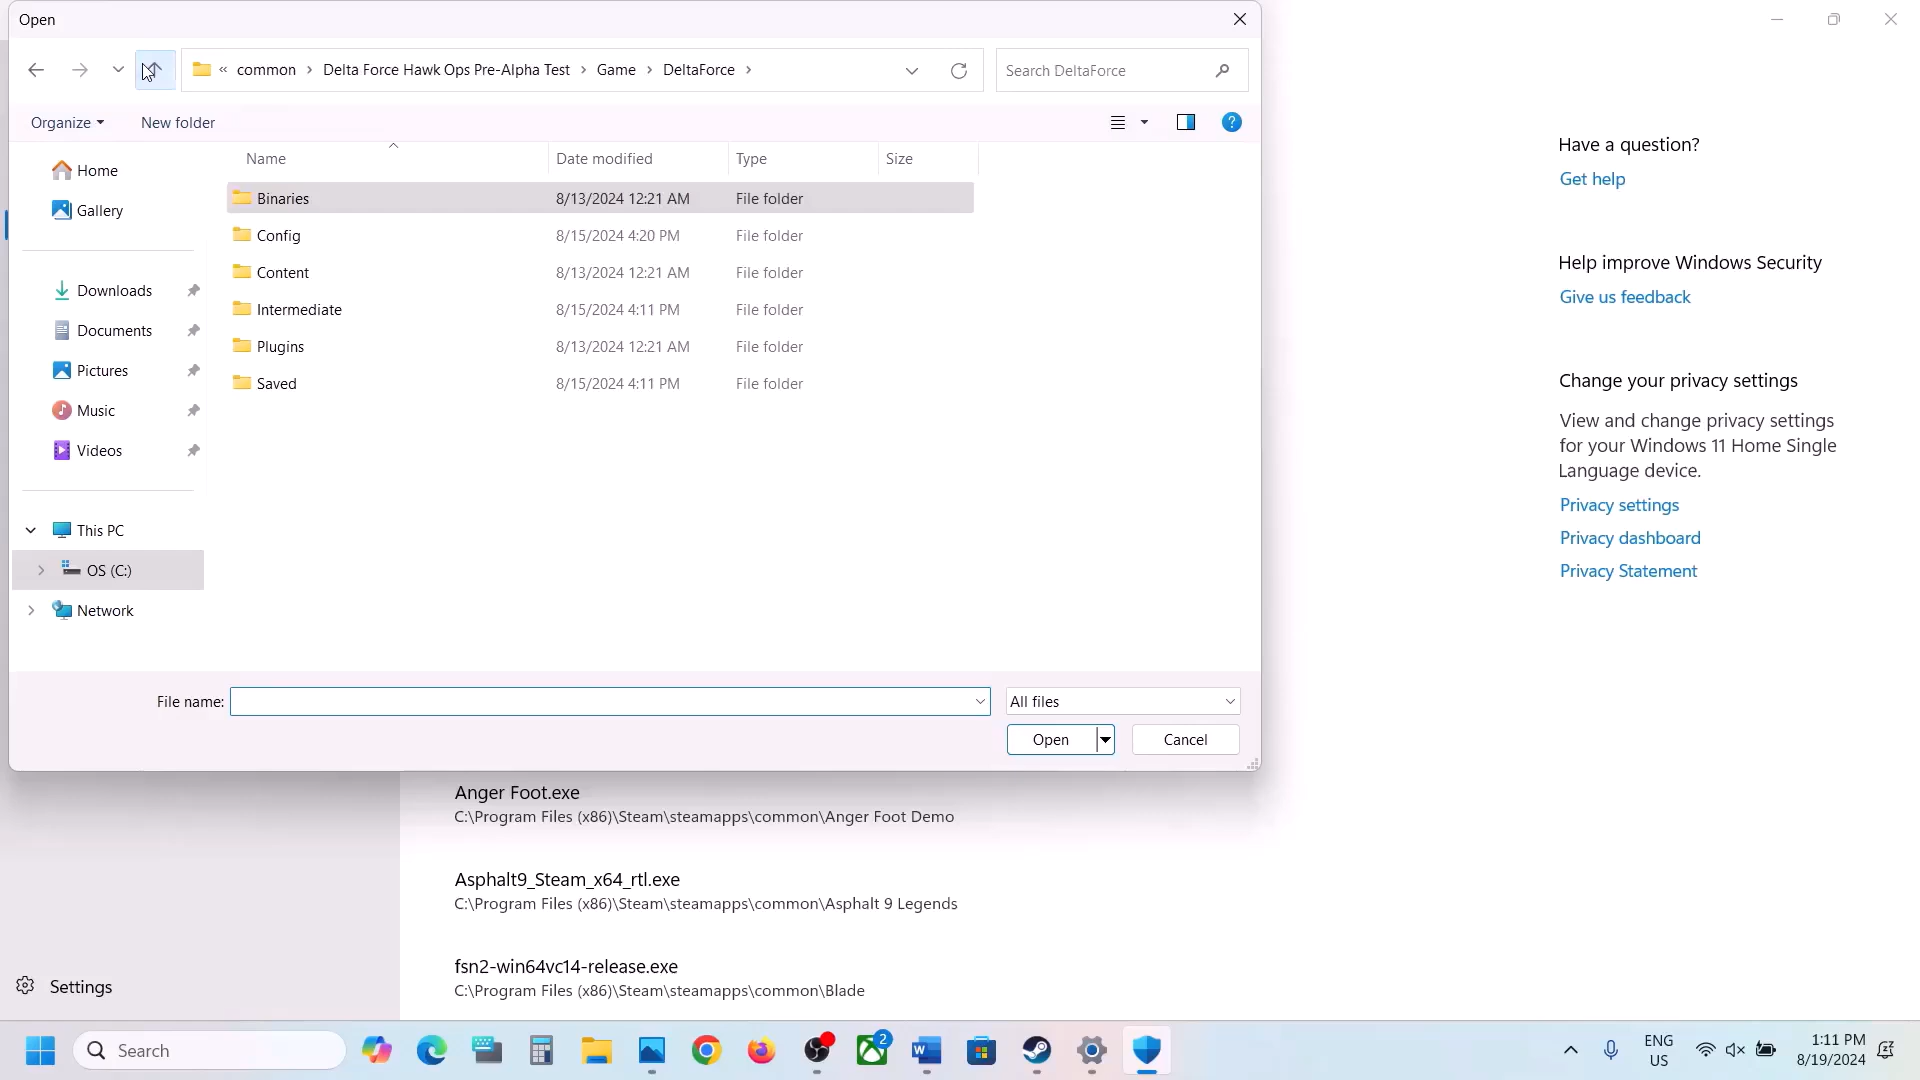 Open
« common › Delta Force Hawk Ops Pre-Alpha Test › Game › DeltaForce ›
Search DeltaForce
Organize
New folder
Name
Date modified
Type
Size
Home
Gallery
Downloads
Documents
Pictures
Music
Videos
This PC
OS (C:)
Network
Binaries 8/13/2024 12:21 AM File folder
Config 8/15/2024 4:20 PM File folder
Content 8/13/2024 12:21 AM File folder
Intermediate 8/15/2024 4:11 PM File folder
Plugins 8/13/2024 12:21 AM File folder
Saved 8/15/2024 4:11 PM File folder
File name:
All files
Open
Cancel
Have a question?
Get help
Help improve Windows Security
Give us feedback
Change your privacy settings
View and change privacy settings
for your Windows 11 Home Single
Language device.
Privacy settings
Privacy dashboard
Privacy Statement
Anger Foot.exe
C:\Program Files (x86)\Steam\steamapps\common\Anger Foot Demo
Asphalt9_Steam_x64_rtl.exe
C:\Program Files (x86)\Steam\steamapps\common\Asphalt 9 Legends
fsn2-win64vc14-release.exe
C:\Program Files (x86)\Steam\steamapps\common\Blade
Settings
Search
2
ENG
US
1:11 PM
8/19/2024